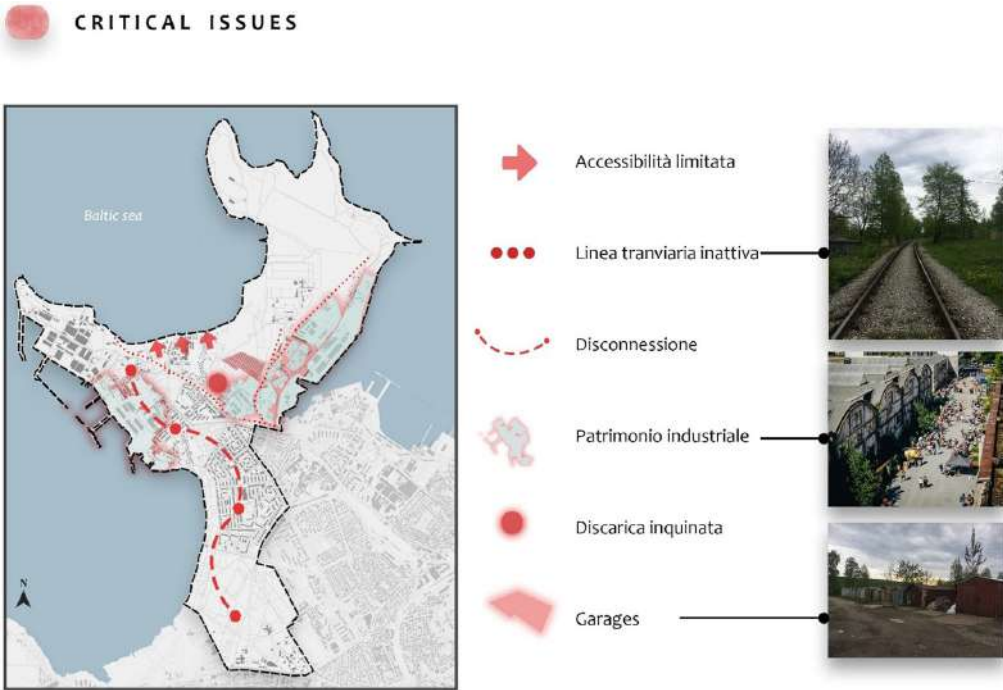 CRITICAL ISSUES
Baltic sea
N
Accessibilità limitata
Linea tranviaria inattiva
Disconnessione
Patrimonio industriale
Discarica inquinata
Garages